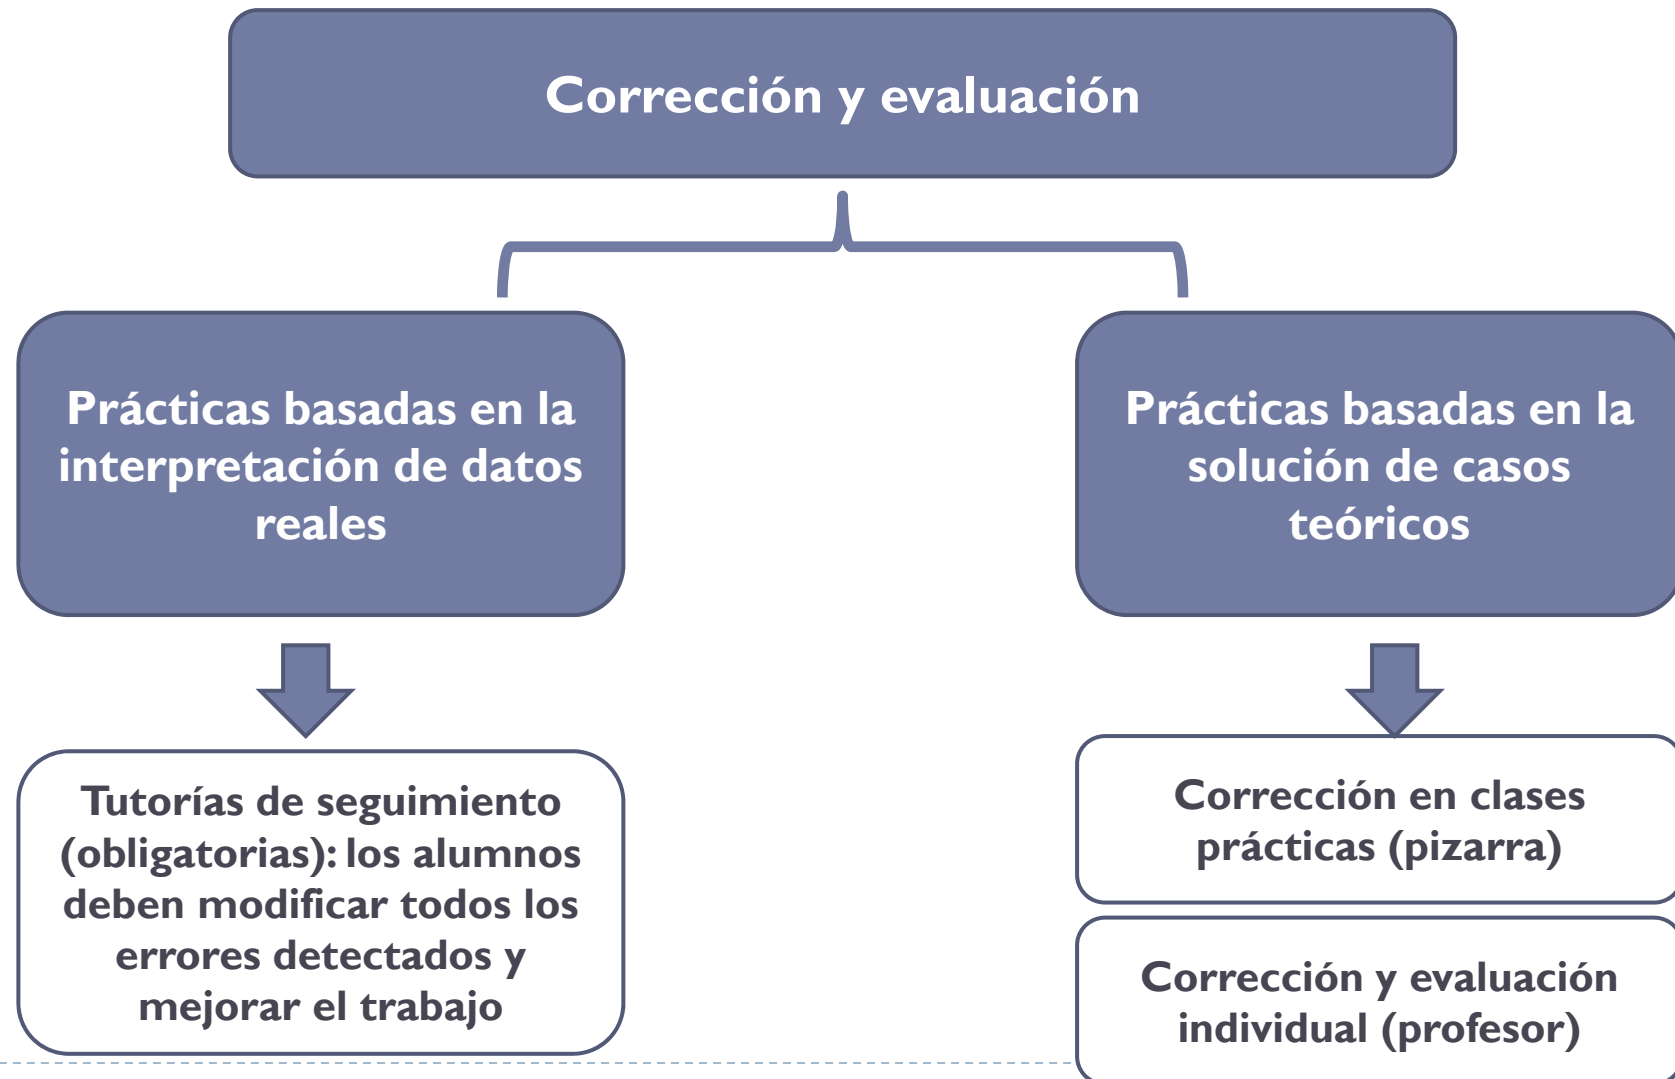 Corrección y evaluación
Prácticas basadas en la
interpretación de datos
reales
Prácticas basadas en la
solución de casos
teóricos
Tutorías de seguimiento
(obligatorias): los alumnos
deben modificar todos los
errores detectados y
mejorar el trabajo
Corrección en clases
prácticas (pizarra)
Corrección y evaluación
individual (profesor)